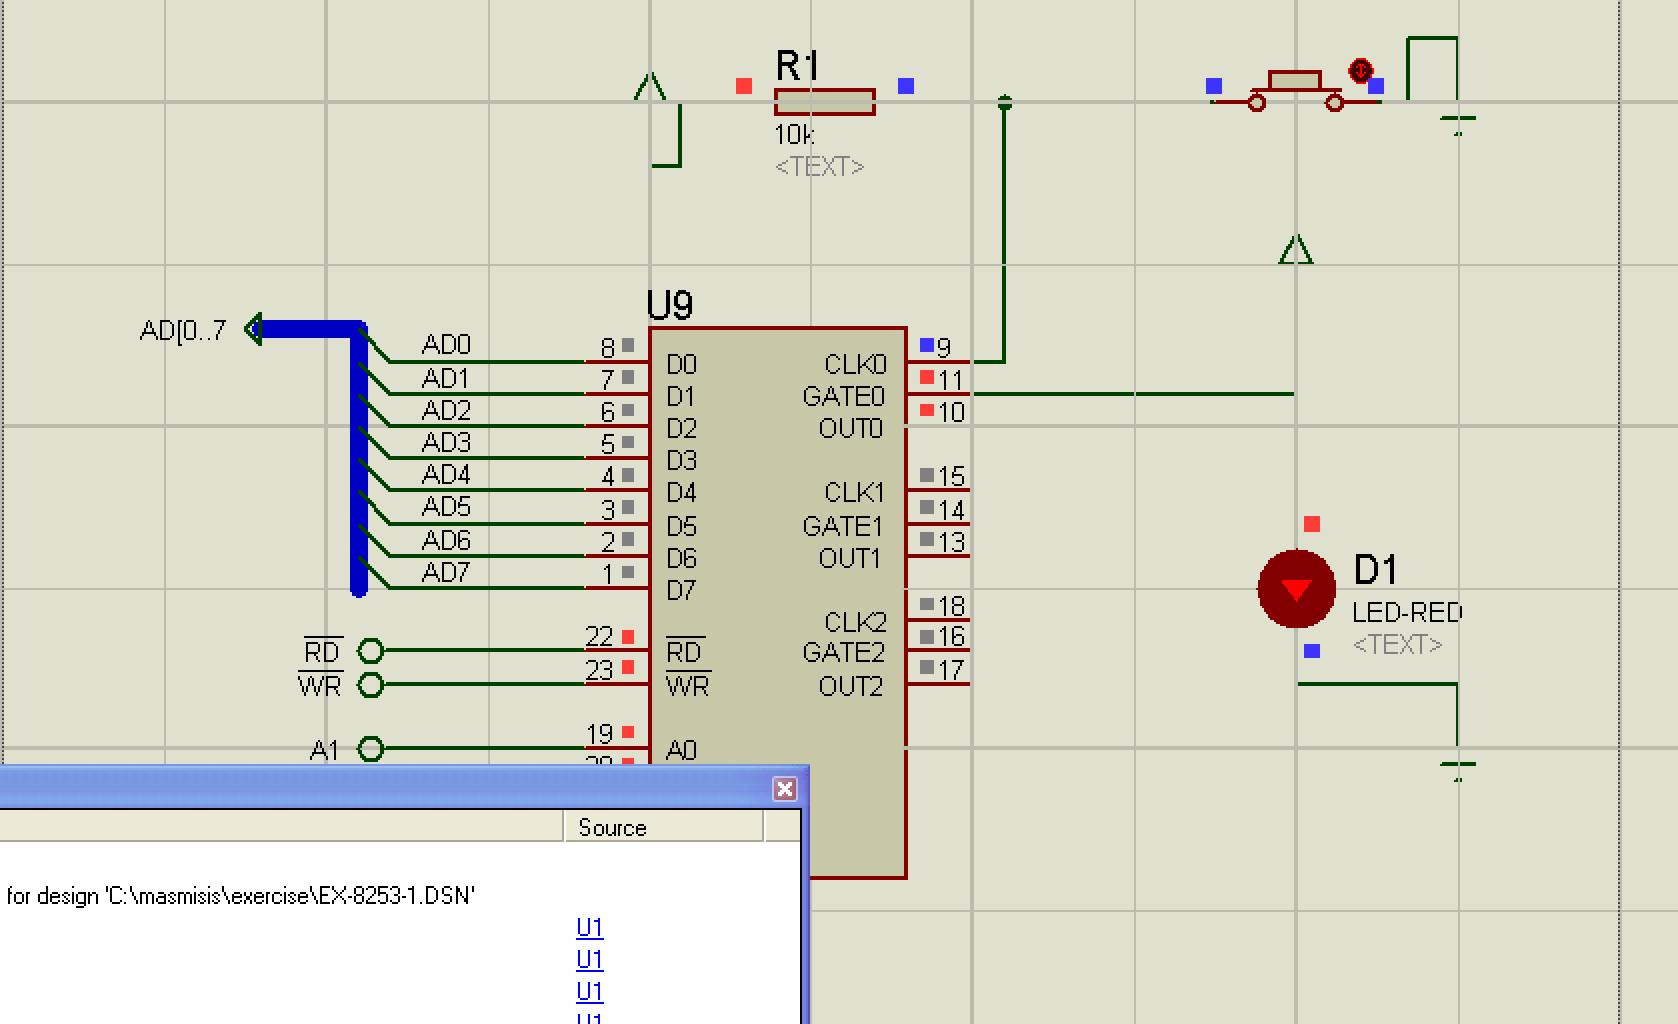 R1
10k
<TEXT>
U9
AD[0..7
AD0 8 D0 CLK0 9
AD1 7 D1 GATE0 11
AD2 6 D2 OUT0 10
AD3 5 D3
AD4 4 D4 CLK1 15
AD5 3 D5 GATE1 14
AD6 2 D6 OUT1 13
AD7 1 D7
CLK2 18
RD 22 RD GATE2 16
WR 23 WR OUT2 17
A1 19 A0
D1
LED-RED
<TEXT>
Source
for design 'C:\masmisis\exercise\EX-8253-1.DSN'
U1
U1
U1